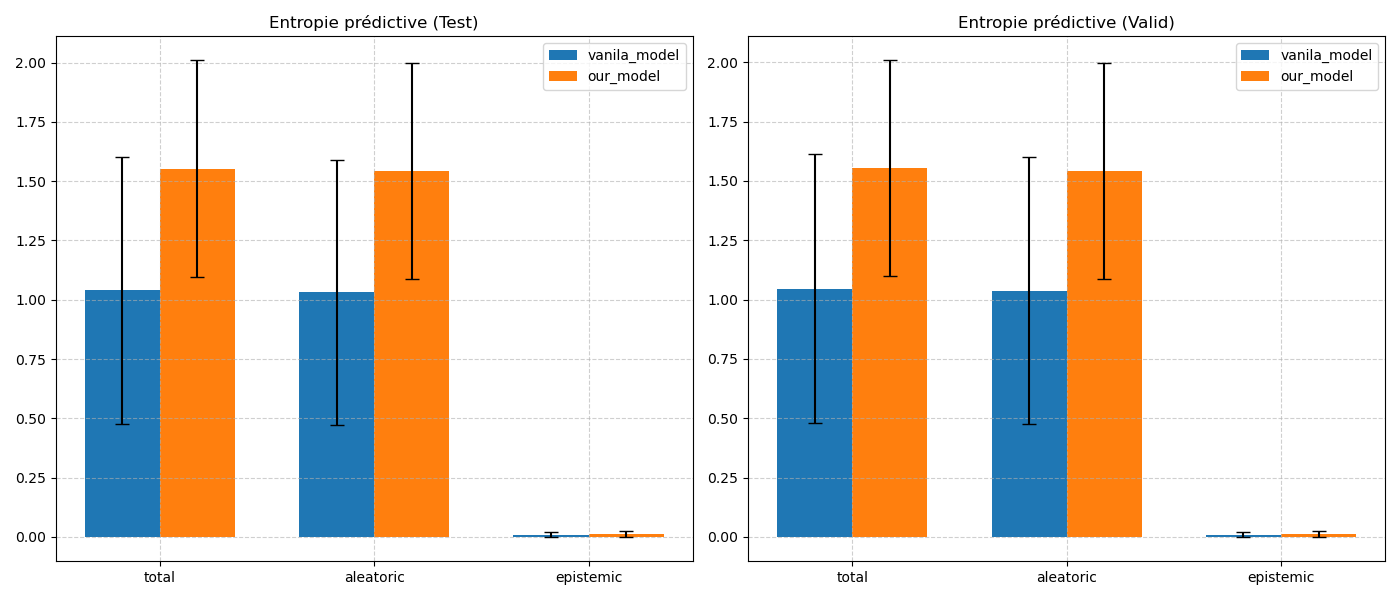 Entropie prédictive (Test)
vanila_model
our_model
2.00
1.75
1.50
1.25
1.00
0.75
0.50
0.25
0.00
total
aleatoric
epistemic
Entropie prédictive (Valid)
vanila_model
our_model
2.00
1.75
1.50
1.25
1.00
0.75
0.50
0.25
0.00
total
aleatoric
epistemic